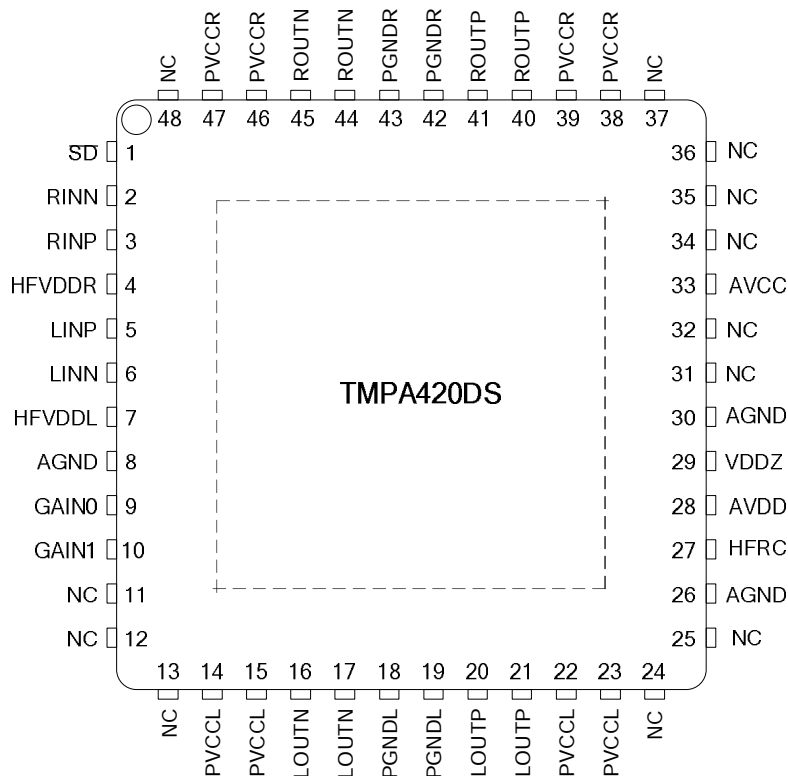 NC PVCCR PVCCR ROUTN ROUTN PGNDR PGNDR ROUTP ROUTP PVCCR PVCCR NC
48 47 46 45 44 43 42 41 40 39 38 37
SD 1 36 NC
RINN 2 35 NC
RINP 3 34 NC
HFVDDR 4 33 AVCC
LINP 5 32 NC
LINN 6 31 NC
TMPA420DS
HFVDDL 7 30 AGND
AGND 8 29 VDDZ
GAIN0 9 28 AVDD
GAIN1 10 27 HFRC
NC 11 26 AGND
NC 12 25 NC
13 14 15 16 17 18 19 20 21 22 23 24
NC PVCCL PVCCL LOUTN LOUTN PGNDL PGNDL LOUTP LOUTP PVCCL PVCCL NC